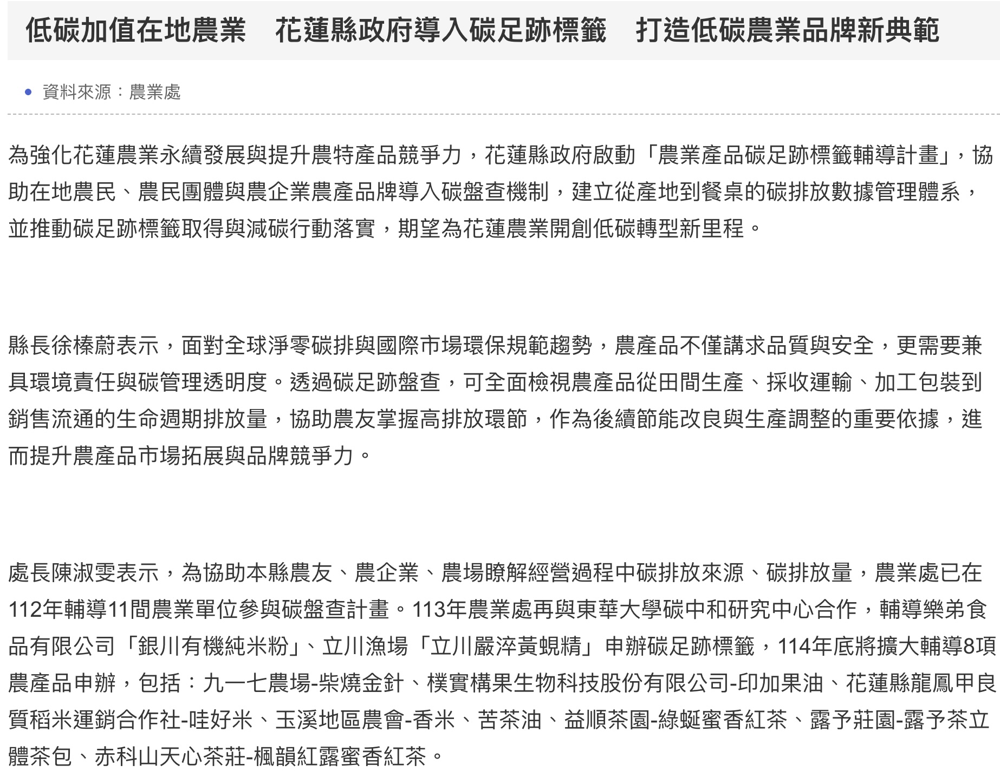 低碳加值在地農業　花蓮縣政府導入碳足跡標籤　打造低碳農業品牌新典範
資料來源：農業處
為強化花蓮農業永續發展與提升農特產品競爭力，花蓮縣政府啟動「農業產品碳足跡標籤輔導計畫」，協
助在地農民、農民團體與農企業農產品牌導入碳盤查機制，建立從產地到餐桌的碳排放數據管理體系，
並推動碳足跡標籤取得與減碳行動落實，期望為花蓮農業開創低碳轉型新里程。
縣長徐榛蔚表示，面對全球淨零碳排與國際市場環保規範趨勢，農產品不僅講求品質與安全，更需要兼
具環境責任與碳管理透明度。透過碳足跡盤查，可全面檢視農產品從田間生產、採收運輸、加工包裝到
銷售流通的生命週期排放量，協助農友掌握高排放環節，作為後續節能改良與生產調整的重要依據，進
而提升農產品市場拓展與品牌競爭力。
處長陳淑雯表示，為協助本縣農友、農企業、農場瞭解經營過程中碳排放來源、碳排放量，農業處已在
112年輔導11間農業單位參與碳盤查計畫。113年農業處再與東華大學碳中和研究中心合作，輔導樂弟食
品有限公司「銀川有機純米粉」、立川漁場「立川嚴淬黃蜆精」申辦碳足跡標籤，114年底將擴大輔導8項
農產品申辦，包括：九一七農場-柴燒金針、樸實構果生物科技股份有限公司-印加果油、花蓮縣龍鳳甲良
質稻米運銷合作社-哇好米、玉溪地區農會-香米、苦茶油、益順茶園-綠蜒蜜香紅茶、露予莊園-露予茶立
體茶包、赤科山天心茶莊-楓韻紅露蜜香紅茶。